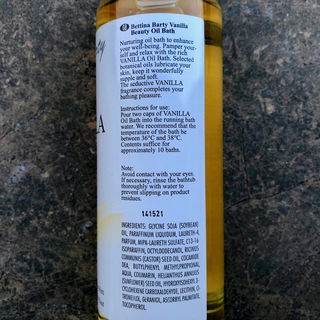 GB Bettina Barty Vanilla
Beauty Oil Bath
Nurturing oil bath to enhance
your well-being. Pamper your-
self and relax with the rich
VANILLA Oil Bath. Selected
botanical oils lubricate your
skin, keep it wonderfully
supple and soft.
The seductive VANILLA
fragrance completes your
bathing pleasure.
Instructions for use:
Pour two caps of VANILLA
Oil Bath into the running bath
water. We recommend that the
temperature of the bath be
between 36°C and 38°C.
Contents suffice for
approximately 10 baths.
Note:
Avoid contact with your eyes.
If necessary, rinse the bathtub
thoroughly with water to
prevent slipping on product
residues.
141521
INGREDIENTS: GLYCINE SOJA (SOYBEAN)
OIL, PARAFFINUM LIQUIDUM, LAURETH-4,
PARFUM, MIPA-LAURETH SULFATE, C13-16
ISOPARAFFIN, OCTYLDODECANOL, RICINUS
COMMUNIS (CASTOR) SEED OIL, COCAMIDE
DEA, BUTYLPHENYL METHYLPROPIONAL,
AQUA, COUMARIN, HELIANTHUS ANNUUS
(SUNFLOWER) SEED OIL, HYDROXYISOHEXYL 3-
CYCLOHEXENE CARBOXALDEHYDE, LECITHIN, CI-
TRONELLOL, GERANIOL, ASCORBYL PALMITATE,
TOCOPHEROL.